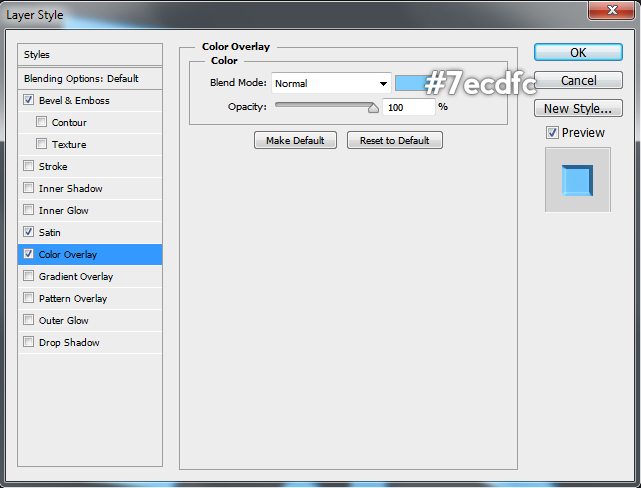 Layer Style
Styles
Blending Options: Default
Bevel & Emboss
Contour
Texture
Stroke
Inner Shadow
Inner Glow
Satin
Color Overlay
Gradient Overlay
Pattern Overlay
Outer Glow
Drop Shadow
Color Overlay
Color
Blend Mode: Normal #7ecdfc
Opacity: 100 %
Make Default Reset to Default
OK
Cancel
New Style...
Preview